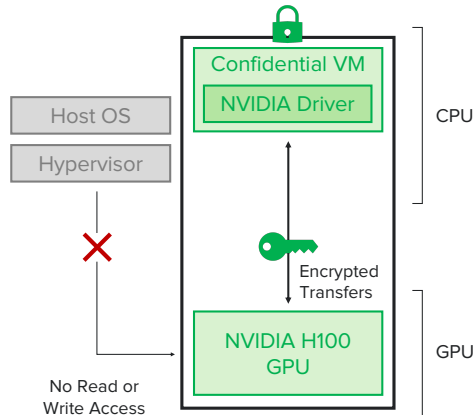 Confidential VM
NVIDIA Driver
Host OS
Hypervisor
CPU
Encrypted
Transfers
NVIDIA H100
GPU
GPU
No Read or
Write Access